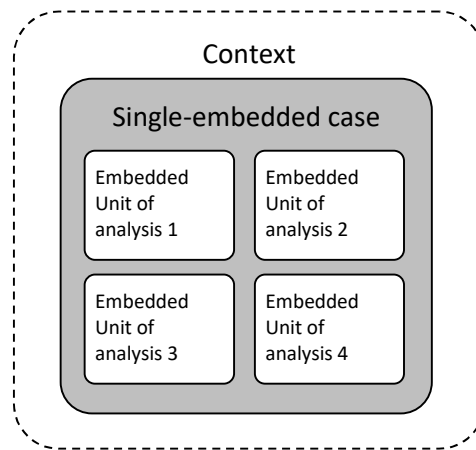 Context
Single-embedded case
Embedded
Unit of
analysis 1
Embedded
Unit of
analysis 2
Embedded
Unit of
analysis 3
Embedded
Unit of
analysis 4